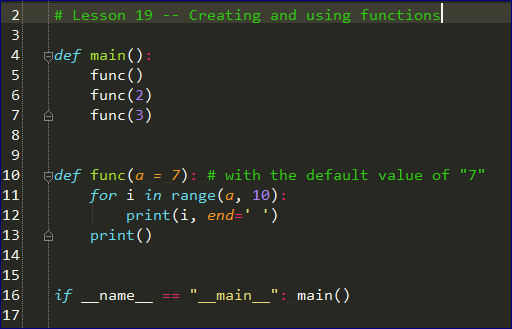 2 # Lesson 19 -- Creating and using functions
3
4 def main():
5     func()
6     func(2)
7     func(3)
8
9
10 def func(a = 7): # with the default value of "7"
11     for i in range(a, 10):
12         print(i, end=' ')
13     print()
14
15
16 if __name__ == "__main__": main()
17